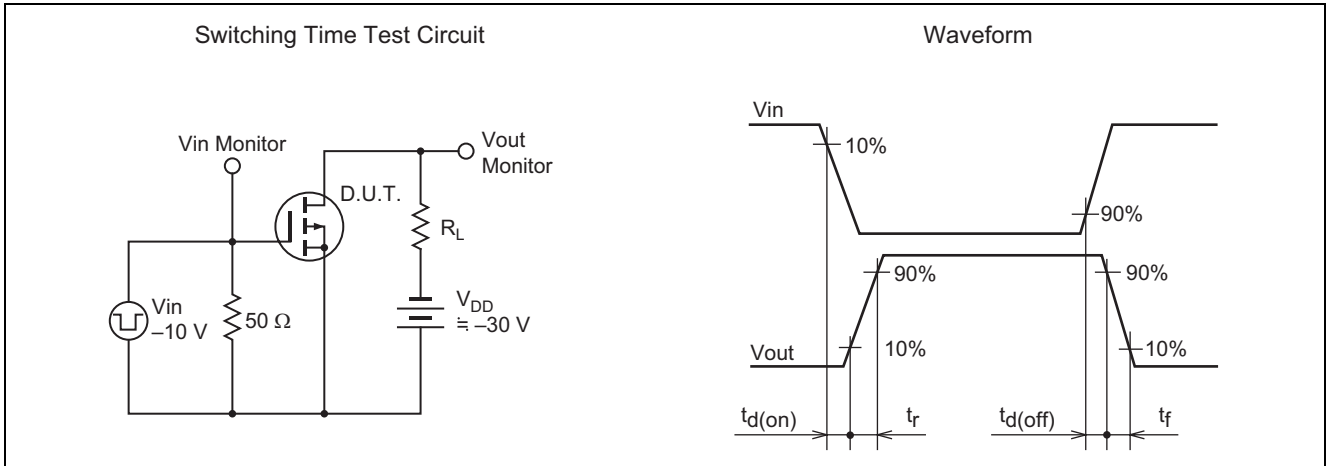 Switching Time Test Circuit
Vin Monitor
Vout
Monitor
D.U.T.
RL
Vin
–10 V
50 Ω
VDD
≒ –30 V
Waveform
Vin
10%
90%
90%
90%
Vout
10%
10%
td(on)
tr
td(off)
tf